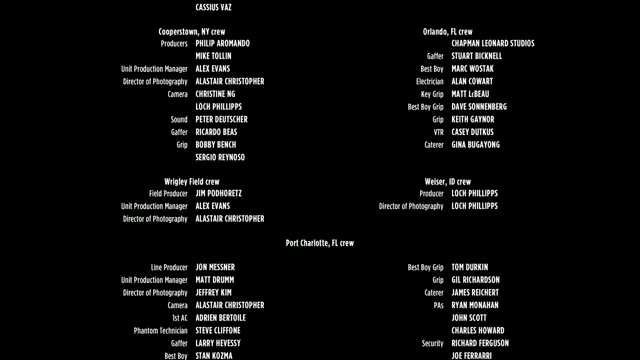 CASSIUS VAZ
Cooperstown, NY crew
Producers PHILIP AROMANDO
MIKE TOLLIN
Unit Production Manager ALEX EVANS
Director of Photography ALASTAIR CHRISTOPHER
Camera CHRISTINE NG
LOCH PHILLIPPS
Sound PETER DEUTSCHER
Gaffer RICARDO BEAS
Grip BOBBY BENCH
SERGIO REYNOSO
Orlando, FL crew
CHAPMAN LEONARD STUDIOS
Gaffer STUART BICKNELL
Best Boy MARC WOSTAK
Electrician ALAN COWART
Key Grip MATT LEBEAU
Best Boy Grip DAVE SONNENBERG
Grip KEITH GAYNOR
VTR CASEY DUTKUS
Caterer GINA BUGAYONG
Wrigley Field crew
Field Producer JIM PODHORETZ
Unit Production Manager ALEX EVANS
Director of Photography ALASTAIR CHRISTOPHER
Weiser, ID crew
Producer LOCH PHILLIPPS
Director of Photography LOCH PHILLIPPS
Port Charlotte, FL crew
Line Producer JON MESSNER
Unit Production Manager MATT DRUMM
Director of Photography JEFFREY KIM
Camera ALASTAIR CHRISTOPHER
1st AC ADRIEN BERTOILE
Phantom Technician STEVE CLIFFONE
Gaffer LARRY HEVESSY
Best Boy STAN KOZMA
Best Boy Grip TOM DURKIN
Grip GIL RICHARDSON
Caterer JAMES REICHERT
PAs RYAN MONAHAN
JOHN SCOTT
CHARLES HOWARD
Security RICHARD FERGUSON
JOE FERRARRI